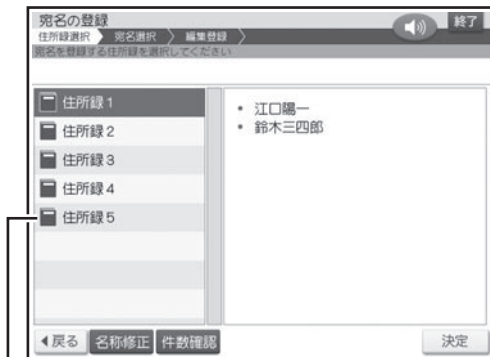 宛名の登録
終了
住所録選択 〉 宛名選択 〉 編集登録 〉
宛名を登録する住所録を選択してください
住所録1
住所録2
住所録3
住所録4
住所録5
・ 江口陽一
・ 鈴木三四郎
戻る 名称修正 件数確認 決定